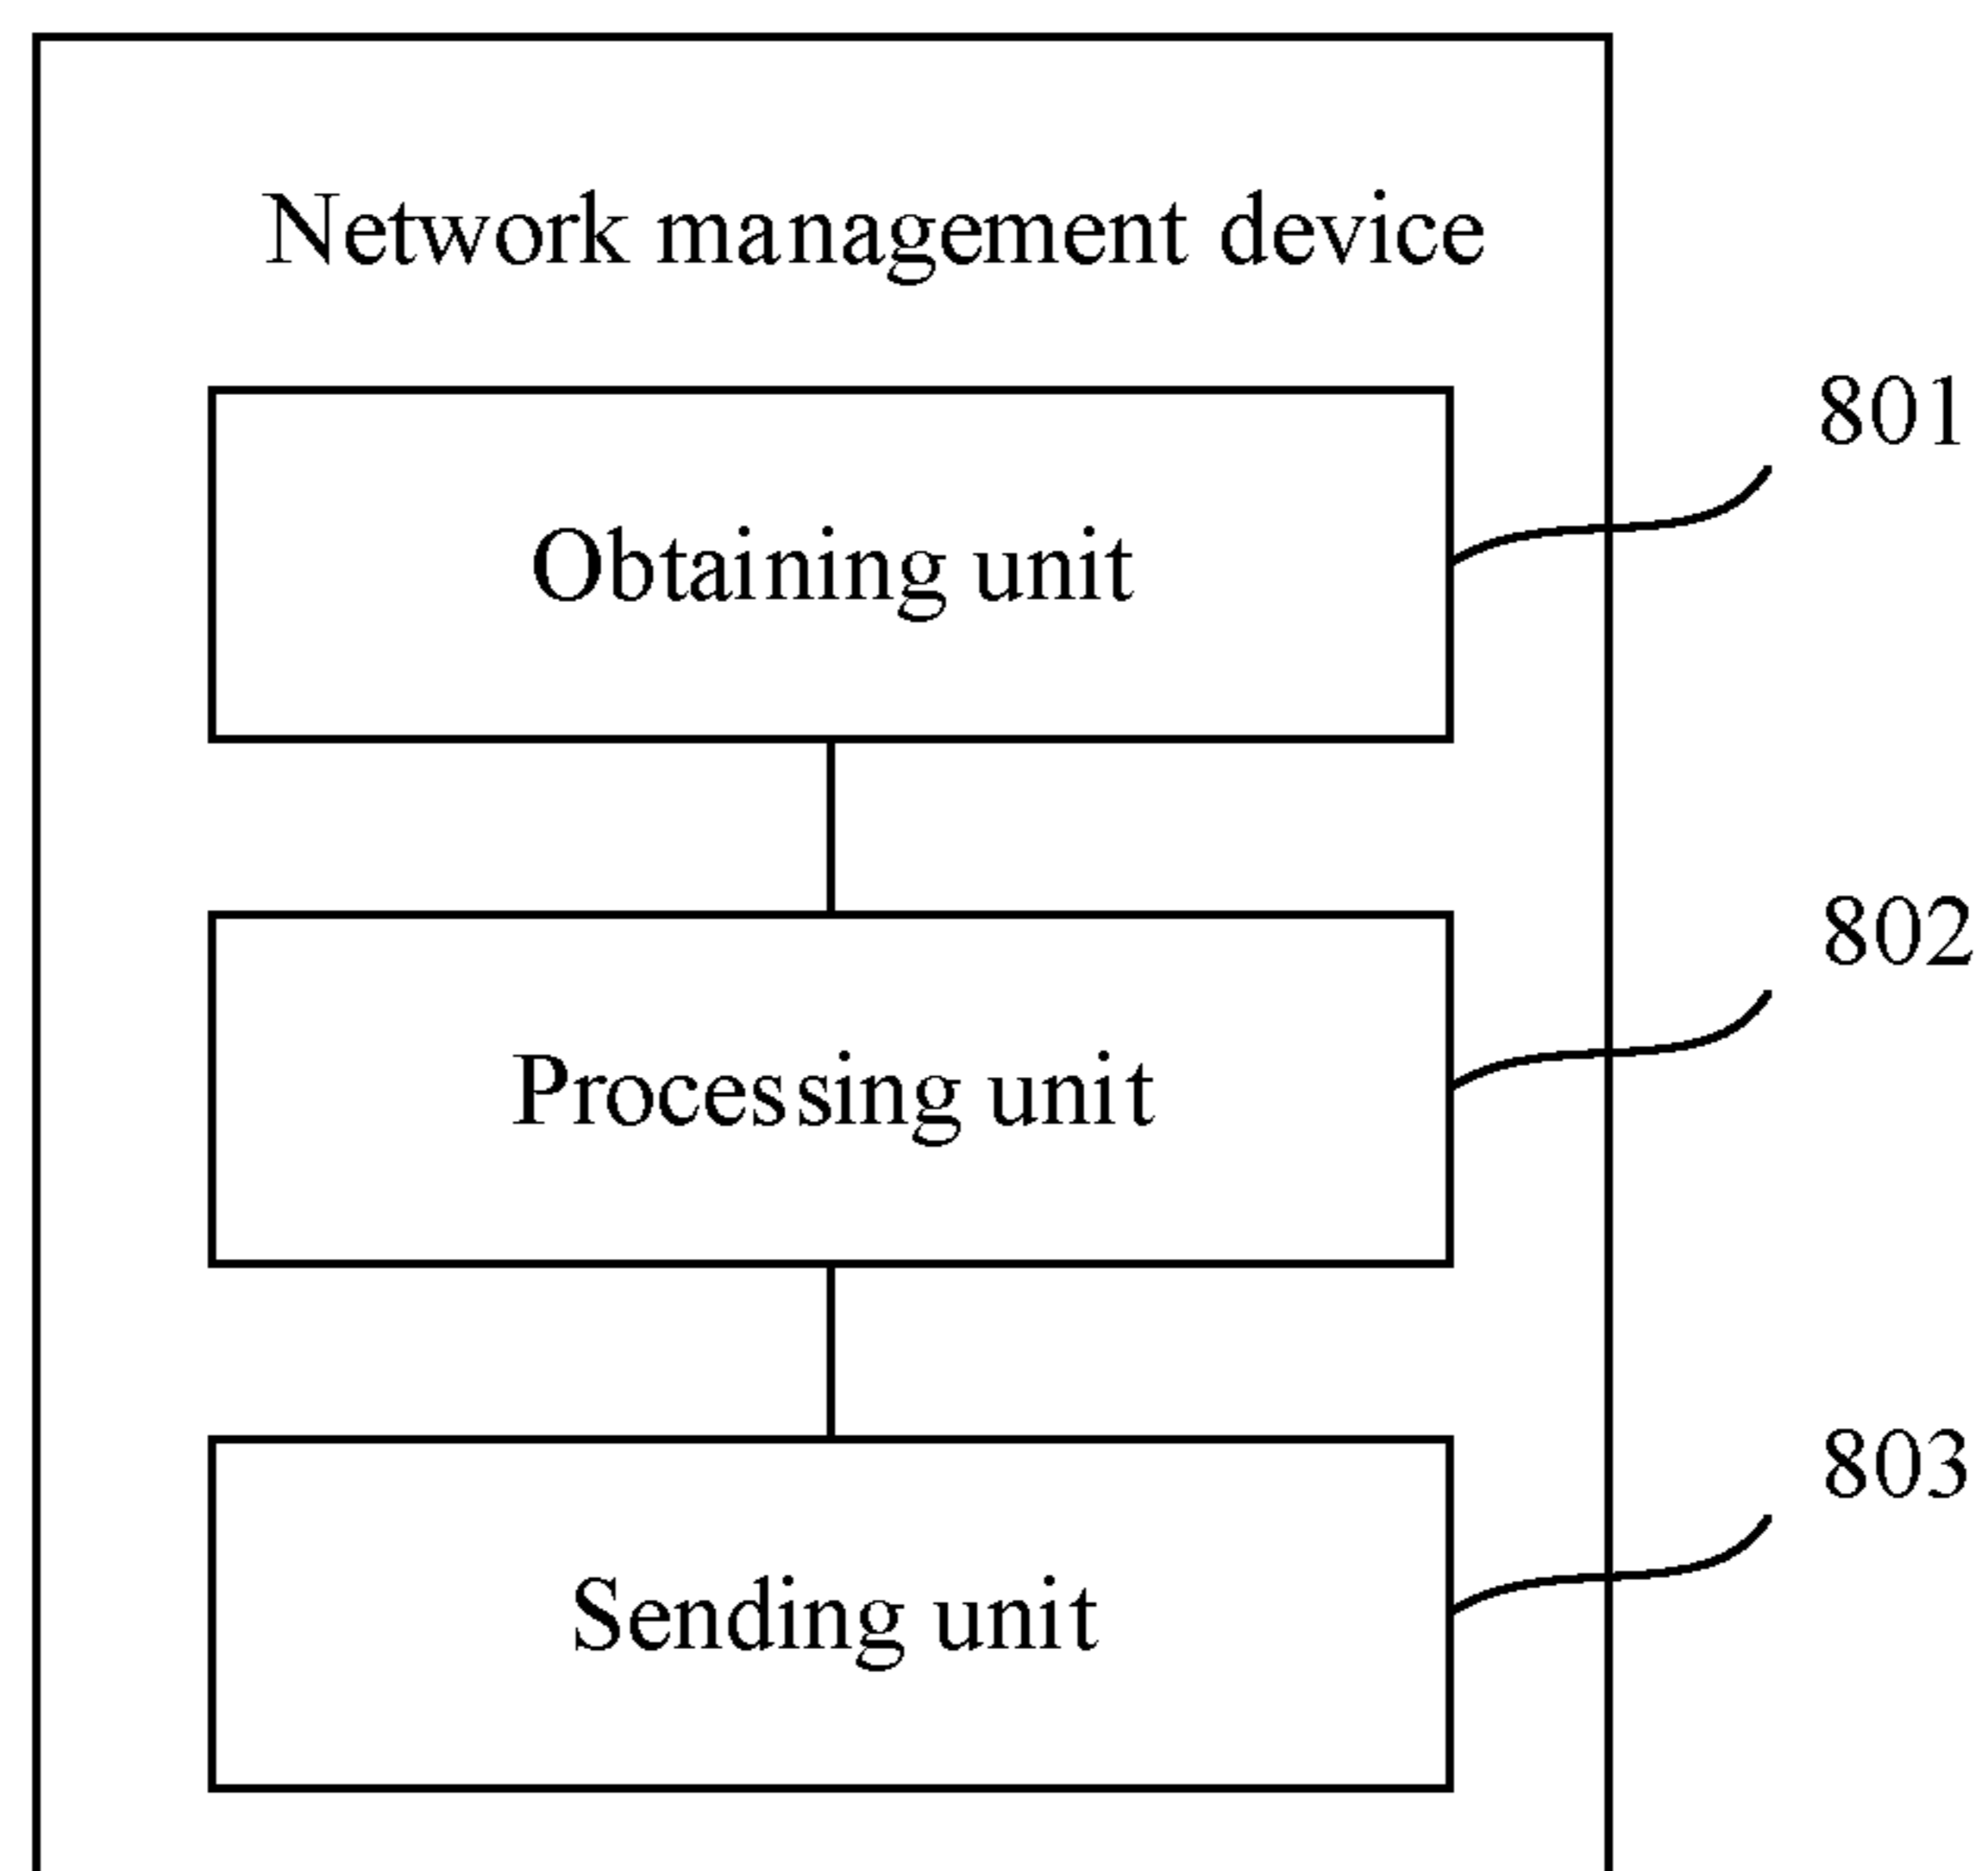 Network management device
801
Obtaining unit
802
Processing unit
803
Sending unit